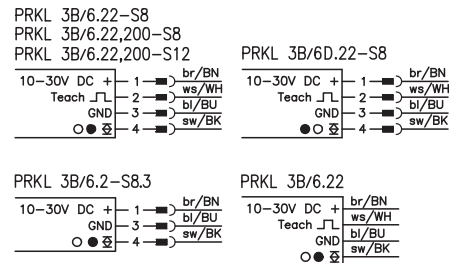 PRKL 3B/6.22-S8
PRKL 3B/6.22,200-S8
PRKL 3B/6.22,200-S12
10-30V DC + 1 br/BN
Teach 2 ws/WH
GND 3 bl/BU
4 sw/BK
PRKL 3B/6D.22-S8
10-30V DC + 1 br/BN
Teach 2 ws/WH
GND 3 bl/BU
4 sw/BK
PRKL 3B/6.2-S8.3
10-30V DC + 1 br/BN
GND 3 bl/BU
4 sw/BK
PRKL 3B/6.22
10-30V DC + br/BN
Teach ws/WH
GND bl/BU
sw/BK